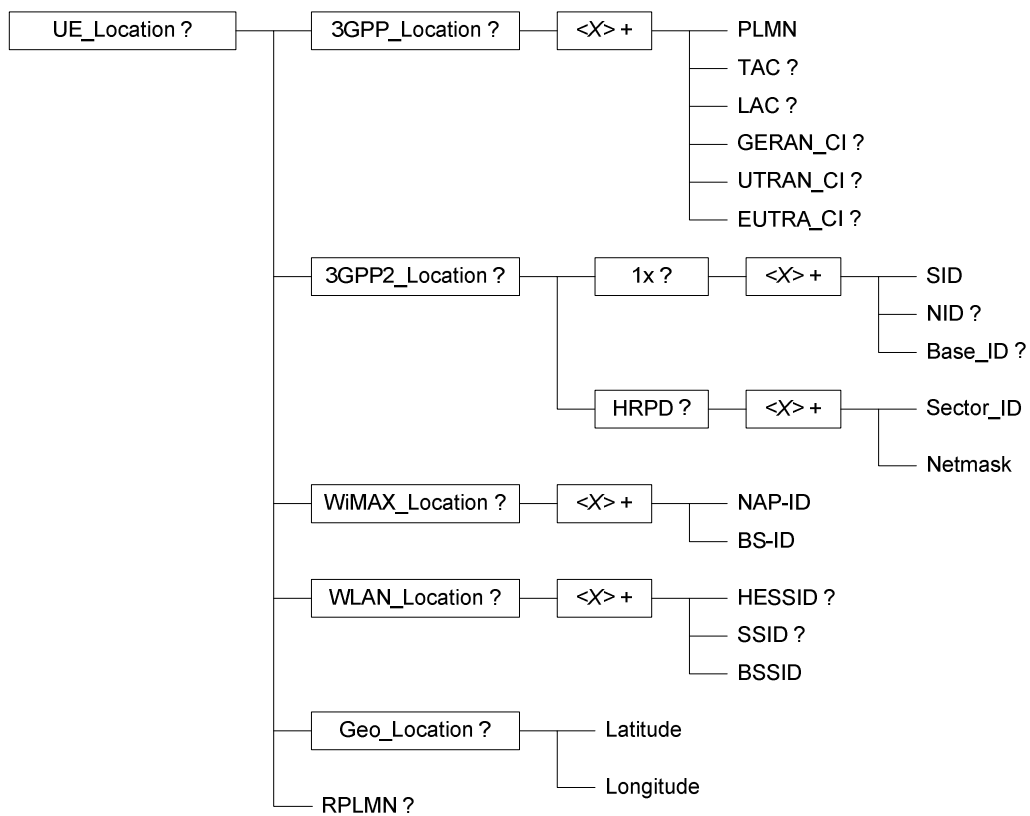 UE_Location ?
3GPP_Location ?
<X> +
PLMN
TAC ?
LAC ?
GERAN_CI ?
UTRAN_CI ?
EUTRA_CI ?
3GPP2_Location ?
1x ?
<X> +
SID
NID ?
Base_ID ?
HRPD ?
<X> +
Sector_ID
Netmask
WiMAX_Location ?
<X> +
NAP-ID
BS-ID
WLAN_Location ?
<X> +
HESSID ?
SSID ?
BSSID
Geo_Location ?
Latitude
Longitude
RPLMN ?